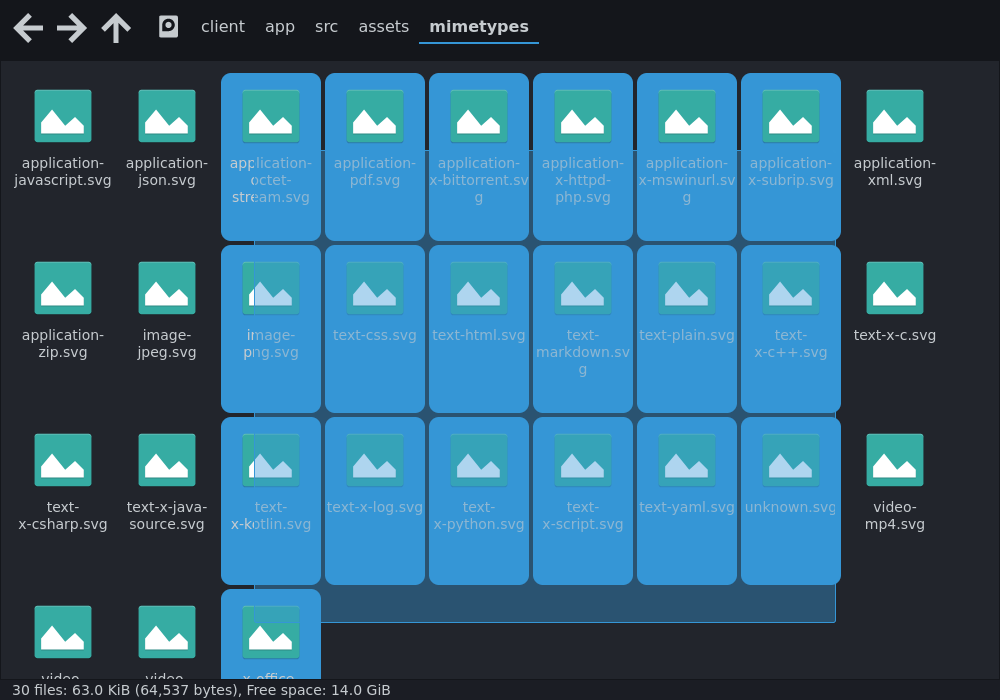 client app src assets mimetypes
application-
javascript.svg
application-
json.svg
application-
octet-
stream.svg
application-
pdf.svg
application-
x-bittorrent.sv
g
application-
x-httpd-
php.svg
application-
x-mswinurl.sv
g
application-
x-subrip.svg
application-
xml.svg
application-
zip.svg
image-
jpeg.svg
image-
png.svg
text-css.svg
text-html.svg
text-
markdown.sv
g
text-plain.svg
text-
x-c++.svg
text-x-c.svg
text-
x-csharp.svg
text-x-java-
source.svg
text-
x-kotlin.svg
text-x-log.svg
text-
x-python.svg
text-
x-script.svg
text-yaml.svg
unknown.svg
video-
mp4.svg
video-
video-
x-office-
30 files: 63.0 KiB (64,537 bytes), Free space: 14.0 GiB